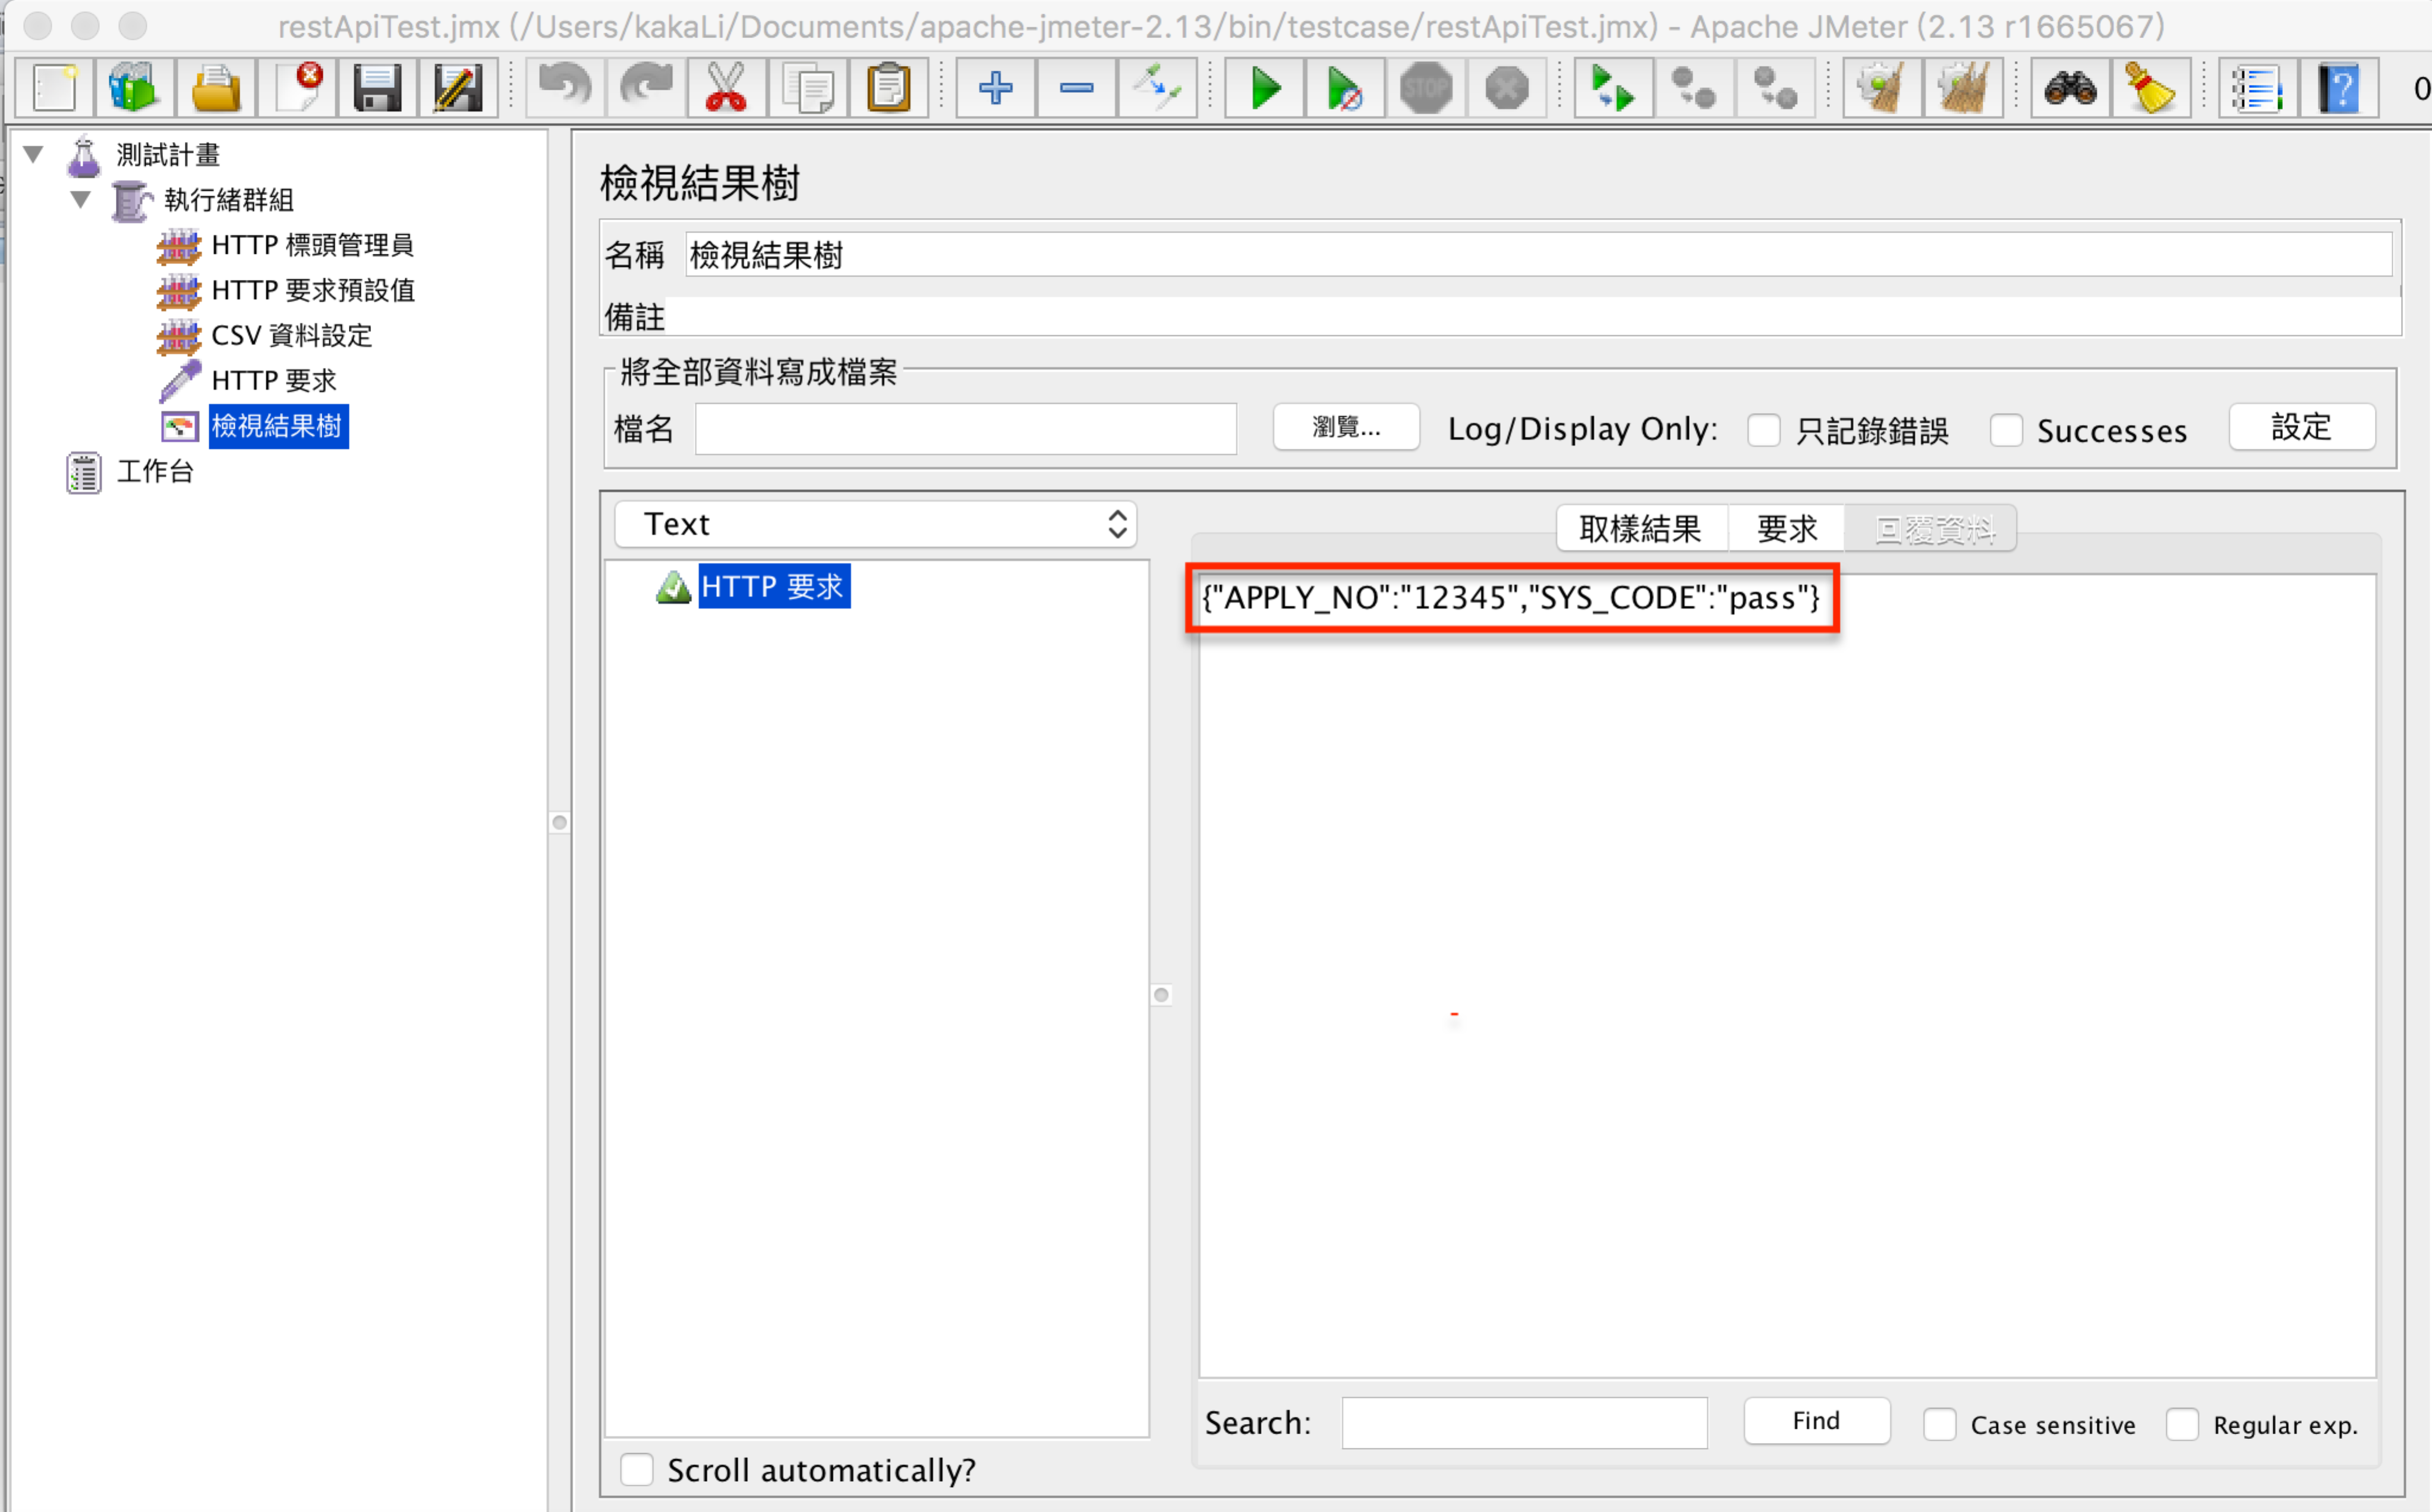 restApiTest.jmx (/Users/kakaLi/Documents/apache-jmeter-2.13/bin/testcase/restApiTest.jmx) - Apache JMeter (2.13 r1665067)
STOP
0
測試計畫
執行緒群組
HTTP 標頭管理員
HTTP 要求預設值
CSV 資料設定
HTTP 要求
檢視結果樹
工作台
檢視結果樹
名稱 檢視結果樹
備註
將全部資料寫成檔案
檔名 瀏覽... Log/Display Only: 只記錄錯誤 Successes 設定
Text
取樣結果 要求 回覆資料
HTTP 要求
{"APPLY_NO":"12345","SYS_CODE":"pass"}
Search: Find Case sensitive Regular exp.
Scroll automatically?